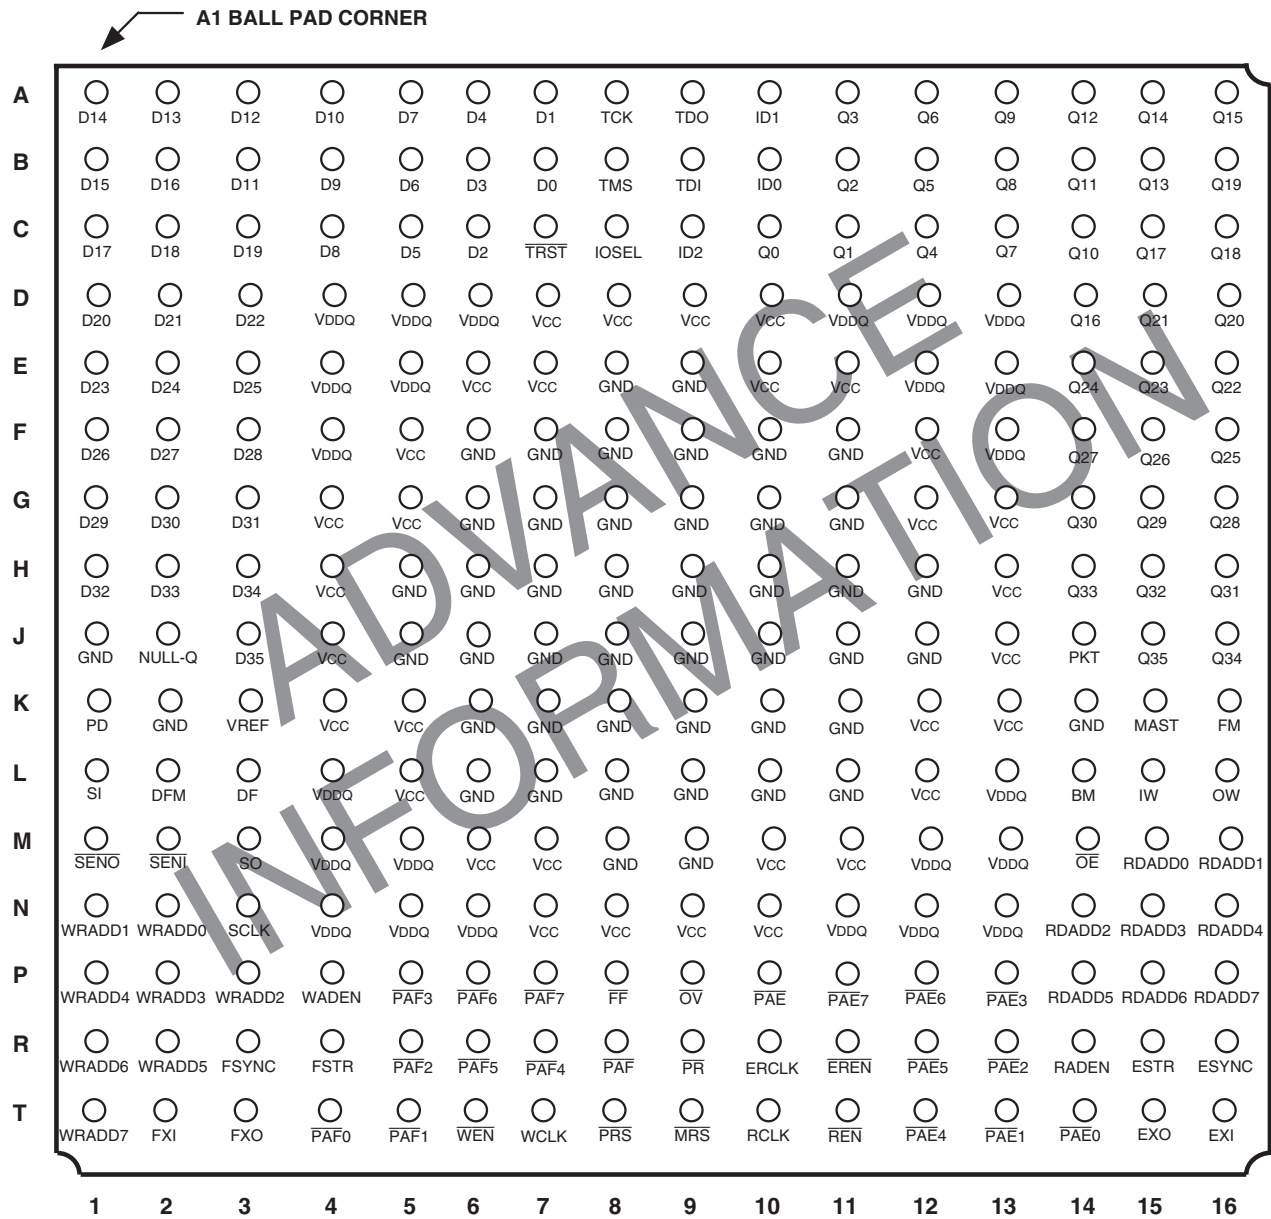 A1 BALL PAD CORNER
A D14 D13 D12 D10 D7 D4 D1 TCK TDO ID1 Q3 Q6 Q9 Q12 Q14 Q15
B D15 D16 D11 D9 D6 D3 D0 TMS TDI ID0 Q2 Q5 Q8 Q11 Q13 Q19
C D17 D18 D19 D8 D5 D2 TRST IOSEL ID2 Q0 Q1 Q4 Q7 Q10 Q17 Q18
D D20 D21 D22 VDDQ VDDQ VDDQ VCC VCC VCC VCC VDDQ VDDQ VDDQ Q16 Q21 Q20
E D23 D24 D25 VDDQ VDDQ VCC VCC GND GND VCC VCC VDDQ VDDQ Q24 Q23 Q22
F D26 D27 D28 VDDQ VCC GND GND GND GND GND GND VCC VDDQ Q27 Q26 Q25
G D29 D30 D31 VCC VCC GND GND GND GND GND GND VCC VCC Q30 Q29 Q28
H D32 D33 D34 VCC GND GND GND GND GND GND GND GND VCC Q33 Q32 Q31
J GND NULL-Q D35 VCC GND GND GND GND GND GND GND GND VCC PKT Q35 Q34
K PD GND VREF VCC VCC GND GND GND GND GND GND VCC VCC GND MAST FM
L SI DFM DF VDDQ VCC GND GND GND GND GND GND VCC VDDQ BM IW OW
M SENO SENI SO VDDQ VDDQ VCC VCC GND GND VCC VCC VDDQ VDDQ OE RDADD0 RDADD1
N WRADD1 WRADD0 SCLK VDDQ VDDQ VDDQ VCC VCC VCC VCC VDDQ VDDQ VDDQ RDADD2 RDADD3 RDADD4
P WRADD4 WRADD3 WRADD2 WADEN PAF3 PAF6 PAF7 FF OV PAE PAE7 PAE6 PAE3 RDADD5 RDADD6 RDADD7
R WRADD6 WRADD5 FSYNC FSTR PAF2 PAF5 PAF4 PAF PR ERCLK EREN PAE5 PAE2 RADEN ESTR ESYNC
T WRADD7 FXI FXO PAF0 PAF1 WEN WCLK PRS MRS RCLK REN PAE4 PAE1 PAE0 EXO EXI
1 2 3 4 5 6 7 8 9 10 11 12 13 14 15 16
ADVANCE
INFORMATION